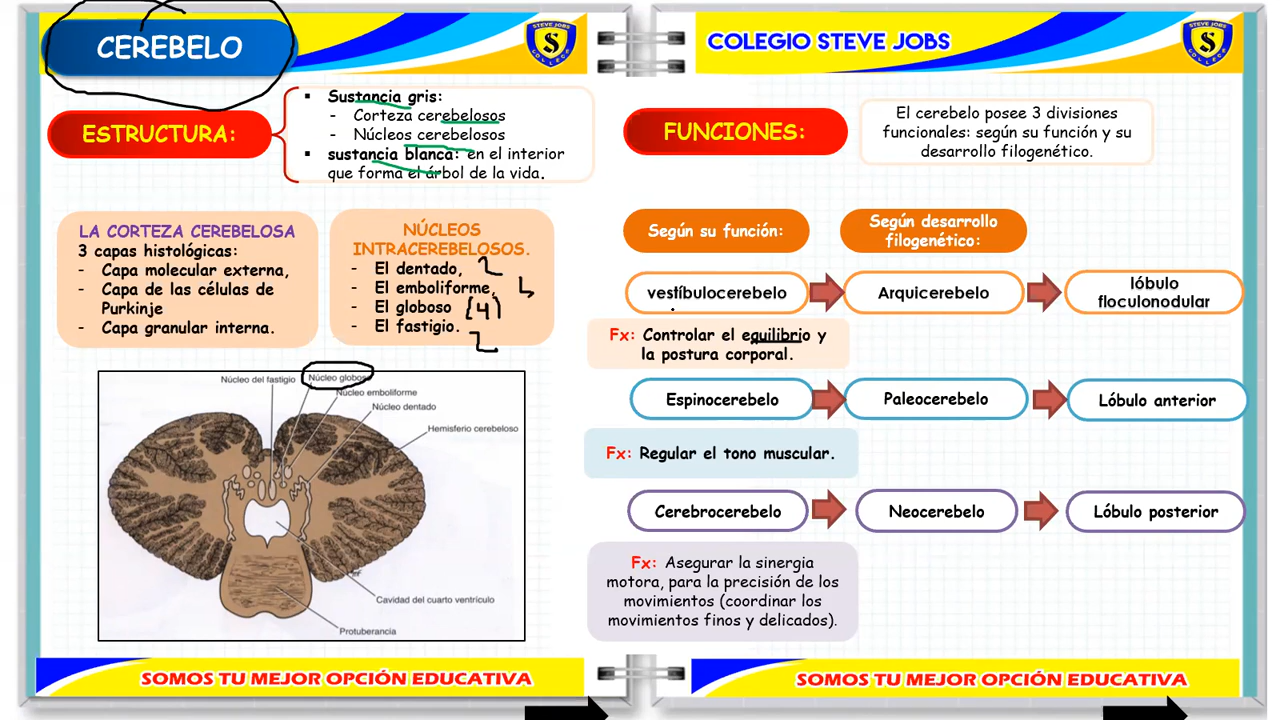 CEREBELO
STEVE JOBS
S
COLLEGE
ESTRUCTURA:
▪ Sustancia gris:
- Corteza cerebelosos
- Núcleos cerebelosos
▪ sustancia blanca: en el interior
que forma el árbol de la vida.
LA CORTEZA CEREBELOSA
3 capas histológicas:
- Capa molecular externa,
- Capa de las células de
Purkinje
- Capa granular interna.
NÚCLEOS
INTRACEREBELOSOS.
- El dentado,
- El emboliforme,
- El globoso (4)
- El fastigio.
Núcleo del fastigio
Núcleo globoso
Núcleo emboliforme
Núcleo dentado
Hemisferio cerebeloso
Cavidad del cuarto ventrículo
Protuberancia
SOMOS TU MEJOR OPCIÓN EDUCATIVA
COLEGIO STEVE JOBS
STEVE JOBS
S
COLLEGE
FUNCIONES:
El cerebelo posee 3 divisiones
funcionales: según su función y su
desarrollo filogenético.
Según su función:
Según desarrollo
filogenético:
vestíbulocerebelo
Arquicerebelo
lóbulo
floculonodular
Fx: Controlar el equilibrio y
la postura corporal.
Espinocerebelo
Paleocerebelo
Lóbulo anterior
Fx: Regular el tono muscular.
Cerebrocerebelo
Neocerebelo
Lóbulo posterior
Fx: Asegurar la sinergia
motora, para la precisión de los
movimientos (coordinar los
movimientos finos y delicados).
SOMOS TU MEJOR OPCIÓN EDUCATIVA